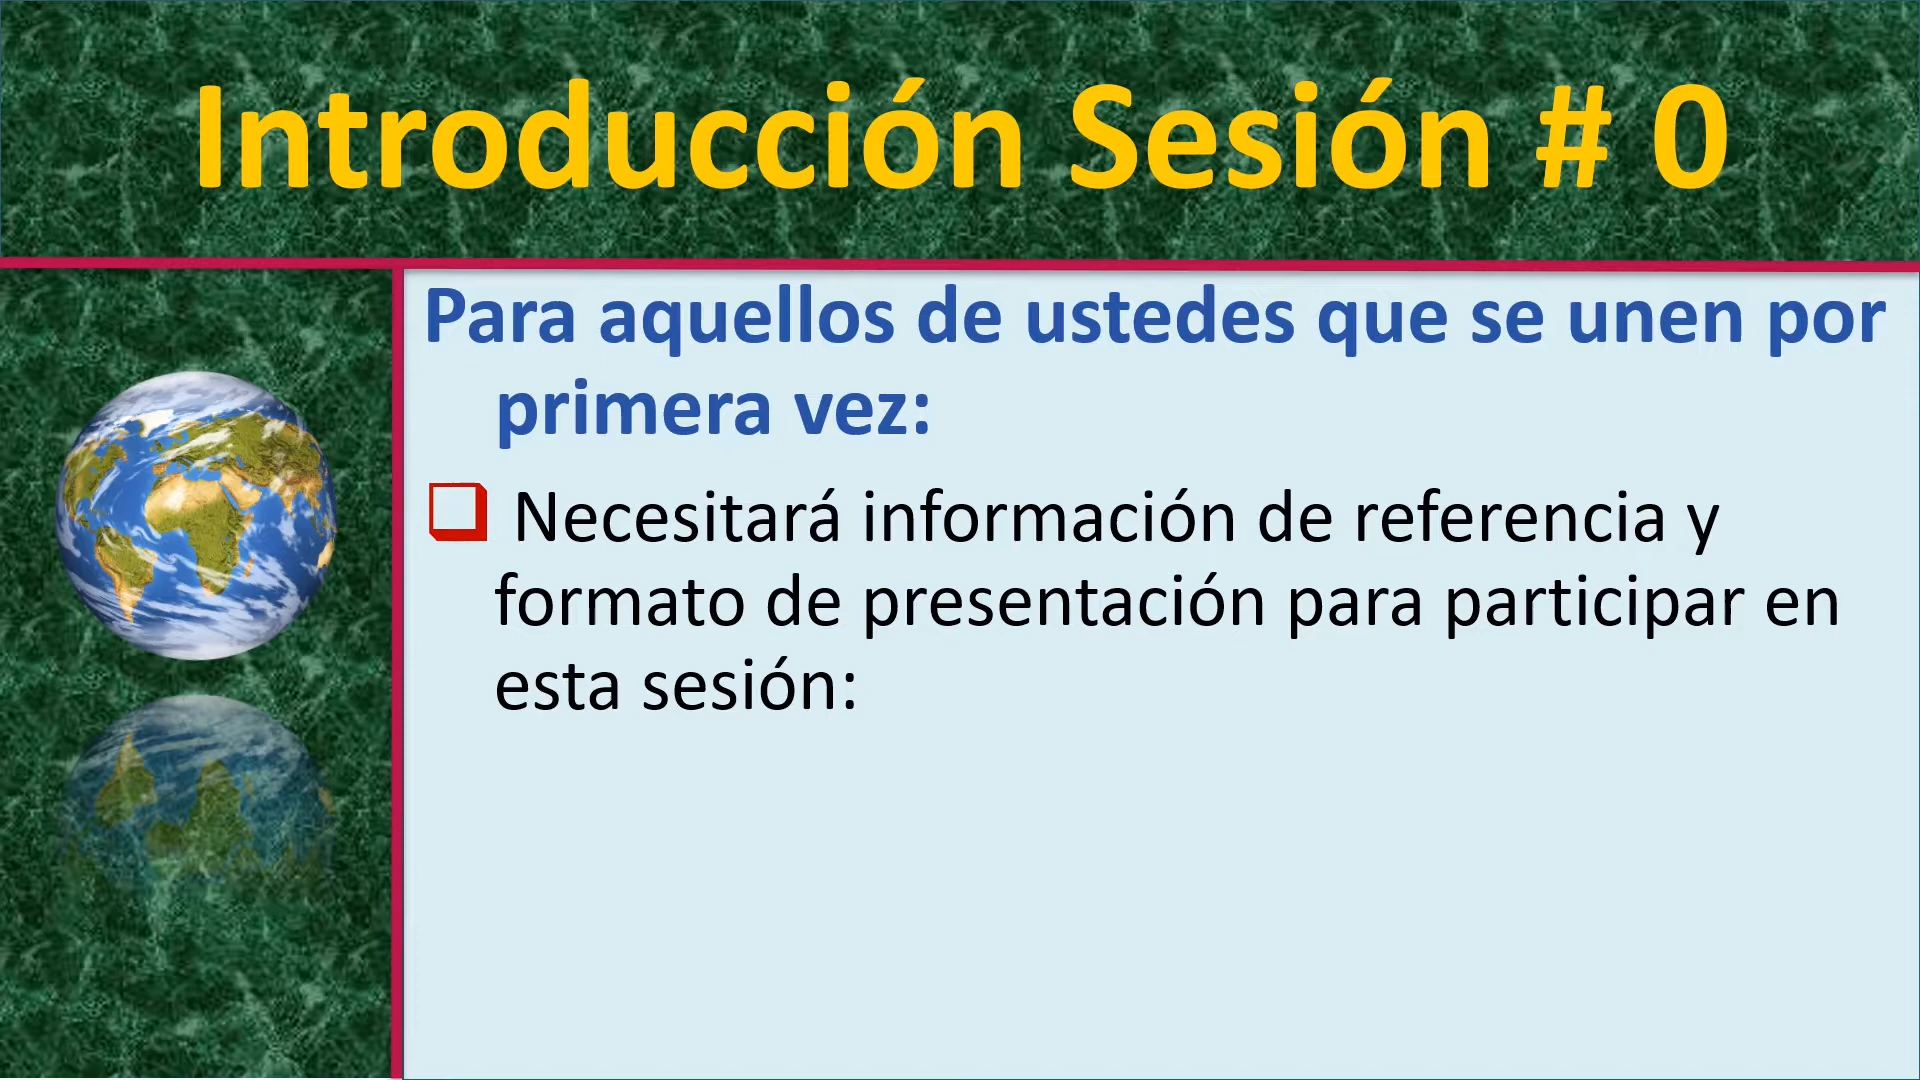 Introducción Sesión # 0
Para aquellos de ustedes que se unen por
primera vez:
Necesitará información de referencia y
formato de presentación para participar en
esta sesión: